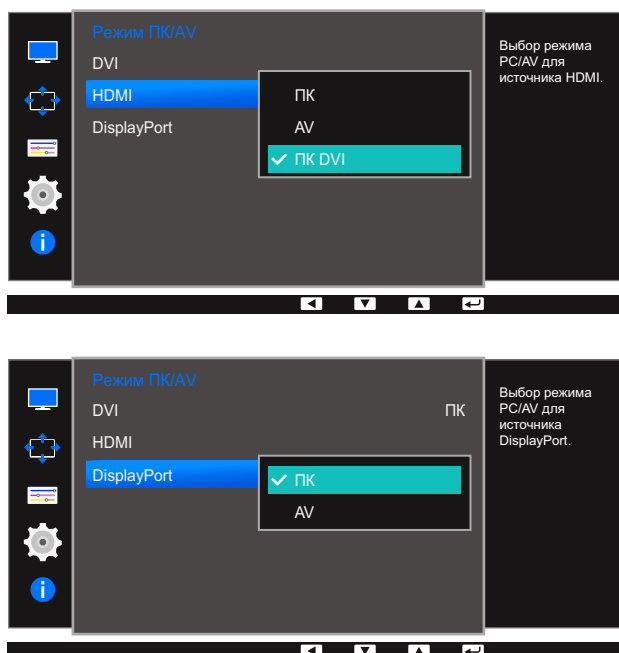 Режим ПК/AV
DVI
HDMI
DisplayPort
ПК
AV
ПК DVI
Выбор режима
PC/AV для
источника HDMI.
Режим ПК/AV
DVI ПК
HDMI
DisplayPort
ПК
AV
Выбор режима
PC/AV для
источника
DisplayPort.